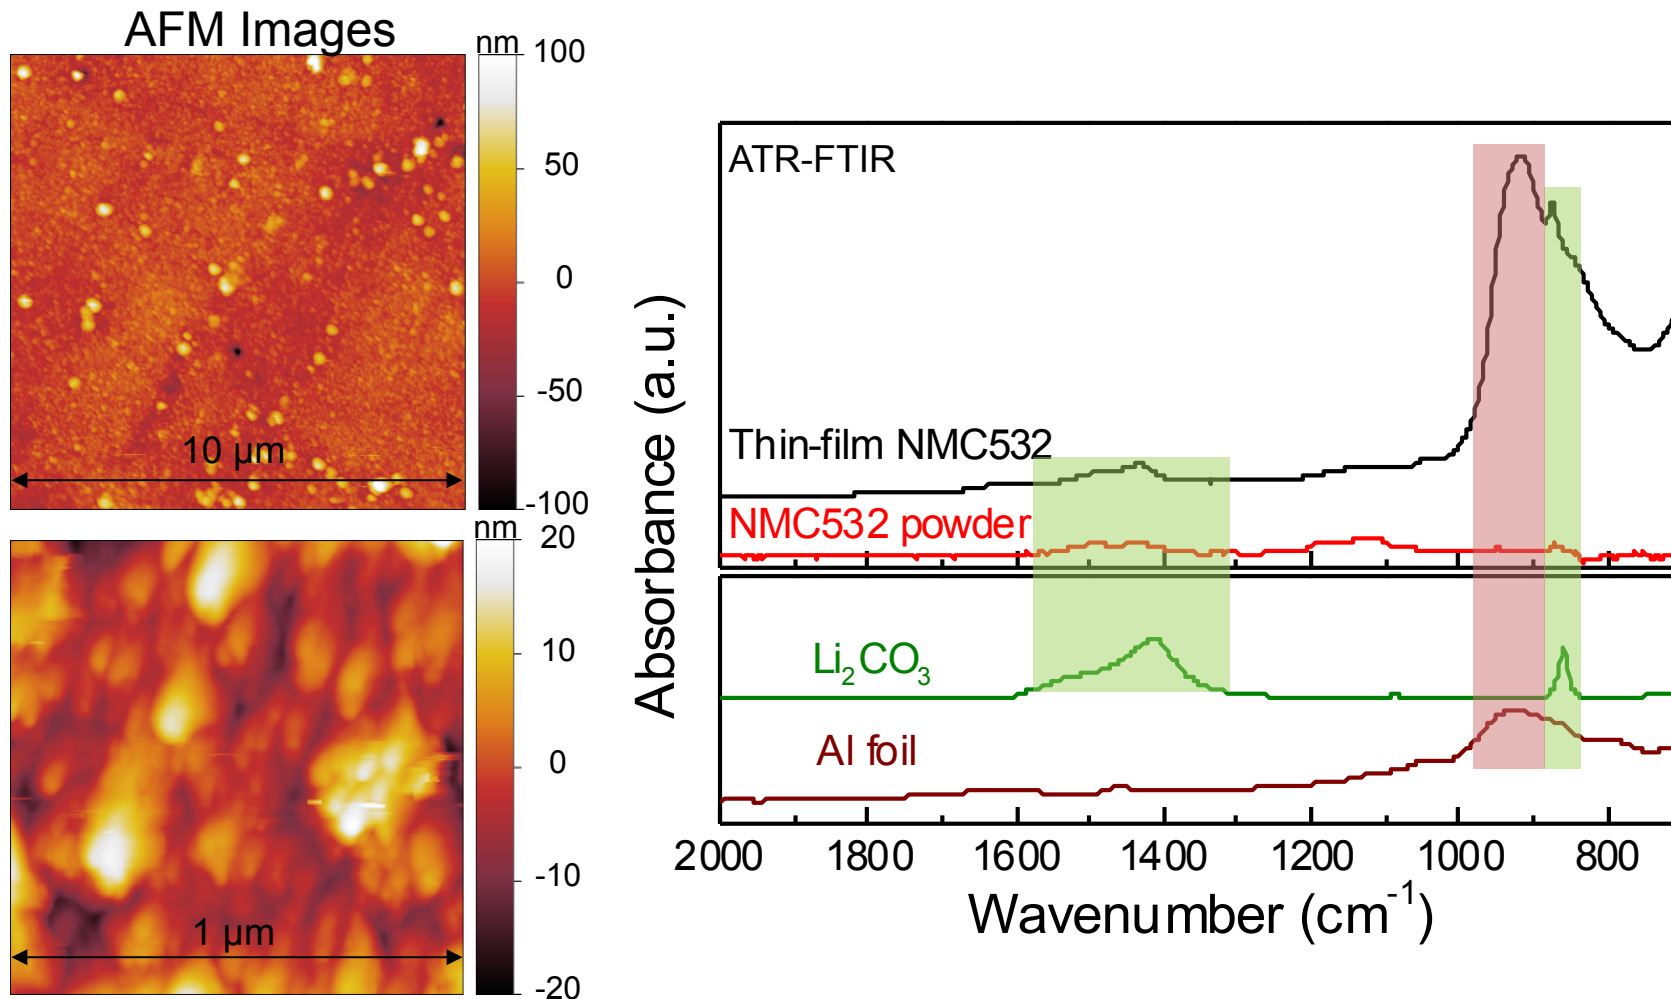 AFM Images
nm
100
50
0
-50
-100
10 µm
nm
20
10
0
-10
-20
1 µm
ATR-FTIR
Thin-film NMC532
NMC532 powder
Li₂CO₃
Al foil
Absorbance (a.u.)
2000 1800 1600 1400 1200 1000 800
Wavenumber (cm⁻¹)